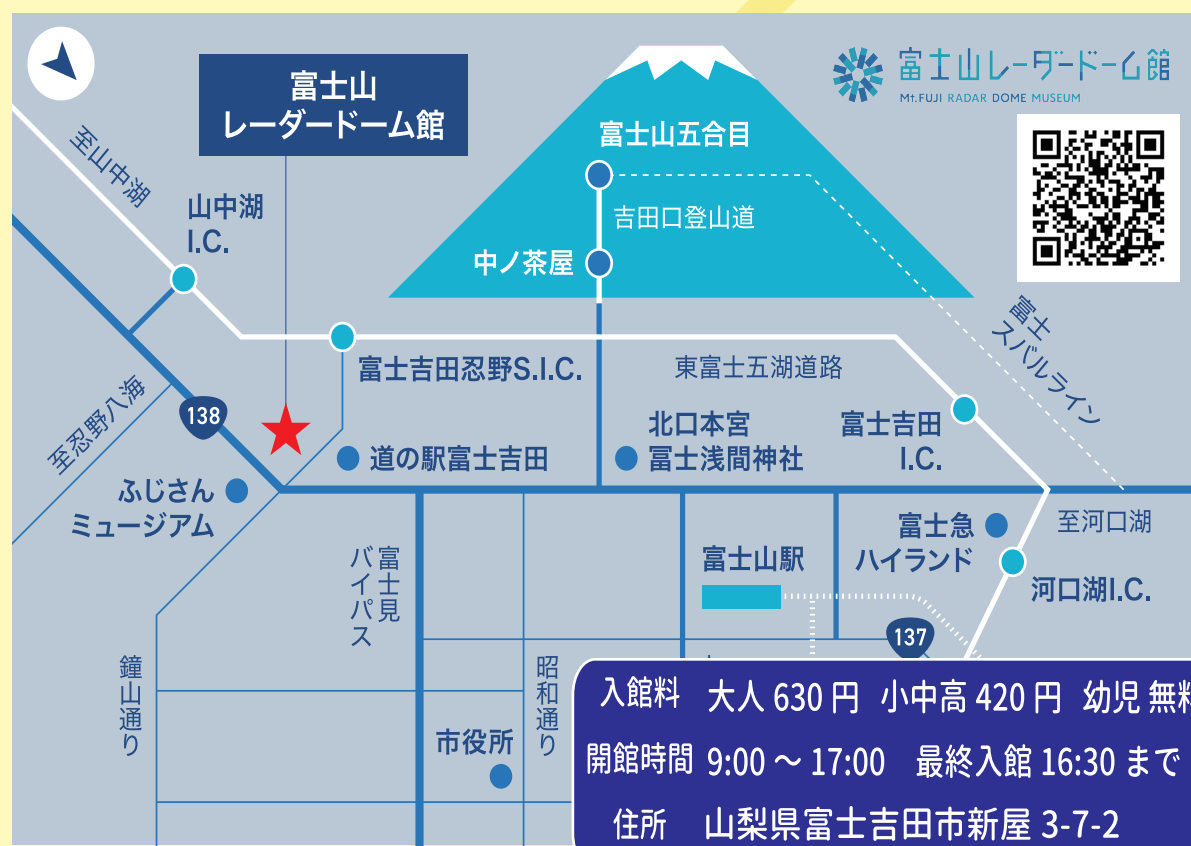 富士山
レーダードーム館
富士山レーダードーム館
Mt.FUJI RADAR DOME MUSEUM
富士山五合目
吉田口登山道
中ノ茶屋
至山中湖
山中湖
I.C.
富士吉田忍野S.I.C.
東富士五湖道路
富士
スバルライン
至忍野八海
138
道の駅富士吉田
北口本宮
冨士浅間神社
富士吉田
I.C.
ふじさん
ミュージアム
富士見
バイパス
富士山駅
富士急
ハイランド
至河口湖
河口湖I.C.
137
鐘山通り
昭和通り
市役所
入館料 大人 630 円 小中高 420 円 幼児 無料
開館時間 9:00 ~ 17:00 最終入館 16:30 まで
住所 山梨県富士吉田市新屋 3-7-2